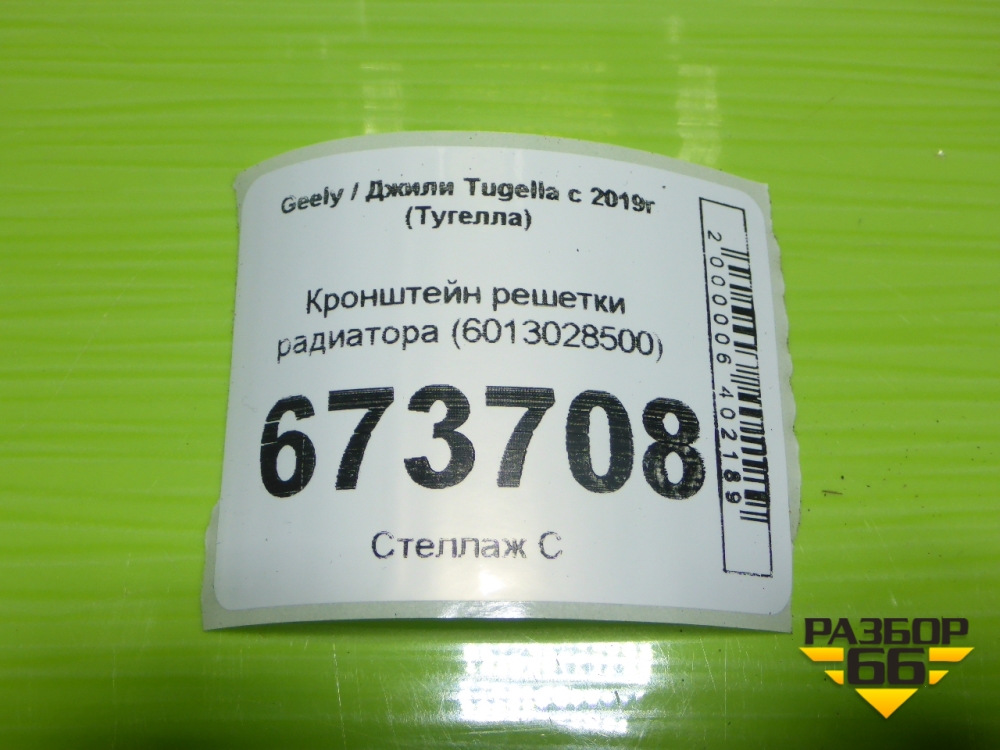 Geely / Джили Tugella с 2019г
(Тугелла)
Кронштейн решетки
радиатора (6013028500)
673708
Стеллаж С
2000006402189
РАЗБОР
66